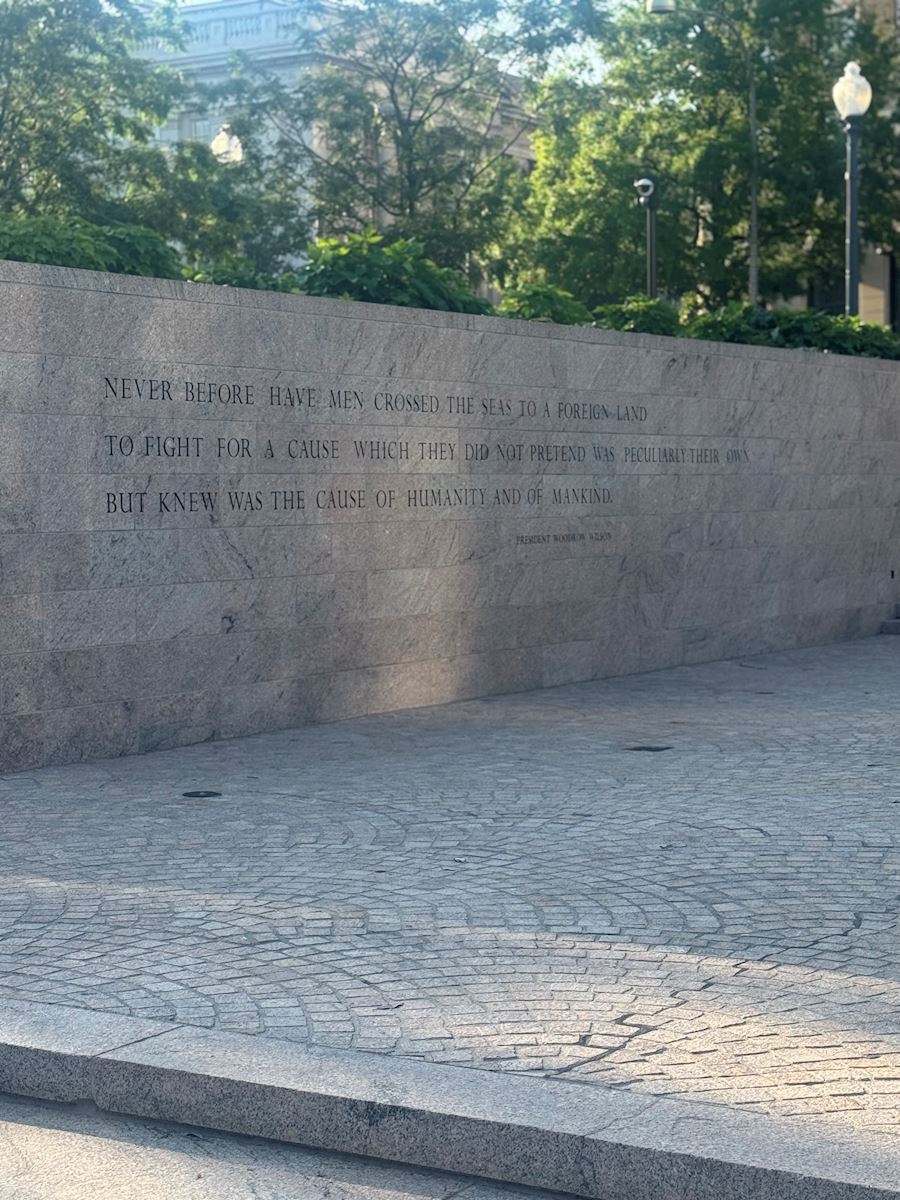 NEVER BEFORE HAVE MEN CROSSED THE SEAS TO A FOREIGN LAND
TO FIGHT FOR A CAUSE WHICH THEY DID NOT PRETEND WAS PECULIARLY THEIR OWN
BUT KNEW WAS THE CAUSE OF HUMANITY AND OF MANKIND.
PRESIDENT WOODROW WILSON